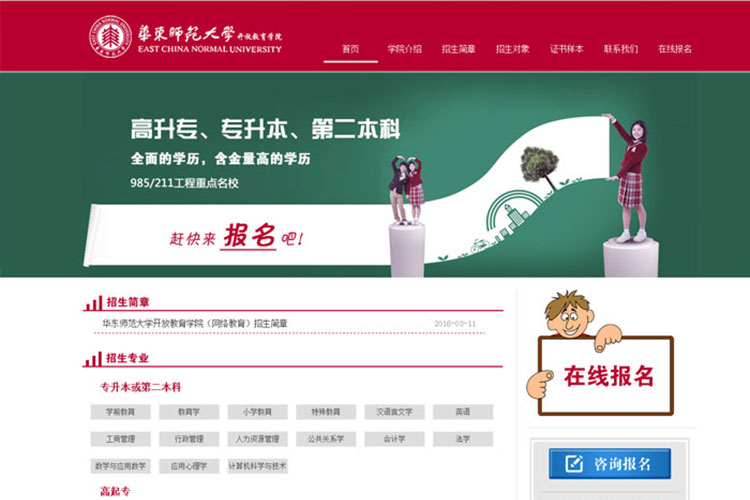 華東師範大學 开放教育学院
EAST CHINA NORMAL UNIVERSITY
首页 学院介绍 招生简章 招生对象 证书样本 联系我们 在线报名
高升专、专升本、第二本科
全面的学历，含金量高的学历
985/211工程重点名校
赶快来 报名 吧!
招生简章
华东师范大学开放教育学院（网络教育）招生简章 2016-03-11
招生专业
专升本或第二本科
学前教育 教育学 小学教育 特殊教育 汉语言文学 英语
工商管理 行政管理 人力资源管理 公共关系学 会计学 法学
数学与应用数学 应用心理学 计算机科学与技术
高起专
在线报名
咨询报名